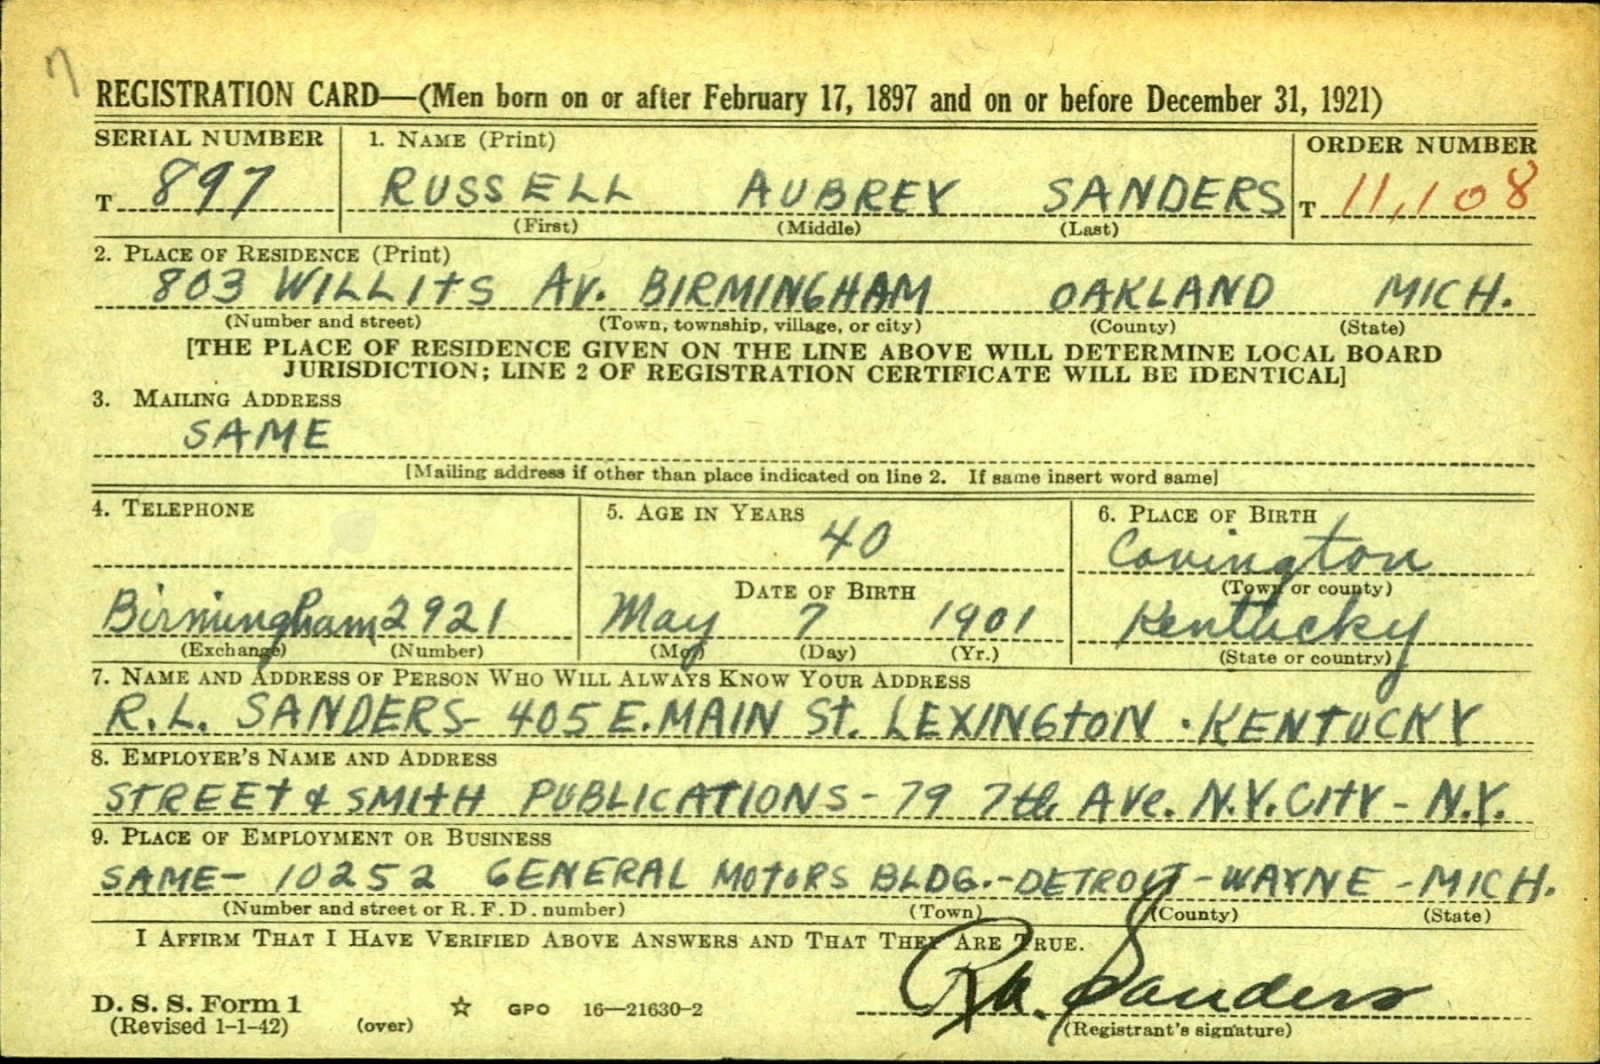 7
REGISTRATION CARD—(Men born on or after February 17, 1897 and on or before December 31, 1921)
SERIAL NUMBER 1. NAME (Print) ORDER NUMBER
T 897 RUSSELL AUBREY SANDERS T 11,108
(First) (Middle) (Last)
2. PLACE OF RESIDENCE (Print)
803 WILLITS AV. BIRMINGHAM OAKLAND MICH.
(Number and street) (Town, township, village, or city) (County) (State)
[THE PLACE OF RESIDENCE GIVEN ON THE LINE ABOVE WILL DETERMINE LOCAL BOARD
JURISDICTION; LINE 2 OF REGISTRATION CERTIFICATE WILL BE IDENTICAL]
3. MAILING ADDRESS
SAME
[Mailing address if other than place indicated on line 2. If same insert word same]
4. TELEPHONE 5. AGE IN YEARS 6. PLACE OF BIRTH
40 Covington
DATE OF BIRTH (Town or county)
Birmingham 2921 May 7 1901 Kentucky
(Exchange) (Number) (Mo.) (Day) (Yr.) (State or country)
7. NAME AND ADDRESS OF PERSON WHO WILL ALWAYS KNOW YOUR ADDRESS
R.L. SANDERS- 405 E. MAIN St. LEXINGTON · KENTUCKY
8. EMPLOYER'S NAME AND ADDRESS
STREET & SMITH PUBLICATIONS - 79 7th AVe. N.Y. CITY - N.Y.
9. PLACE OF EMPLOYMENT OR BUSINESS
SAME- 10252 GENERAL MOTORS BLDG.-DETROIT-WAYNE-MICH.
(Number and street or R. F. D. number) (Town) (County) (State)
I AFFIRM THAT I HAVE VERIFIED ABOVE ANSWERS AND THAT THEY ARE TRUE.
R.A. Sanders
D. S. S. Form 1
(Revised 1-1-42) (over) ☆ GPO 16—21630-2 (Registrant's signature)